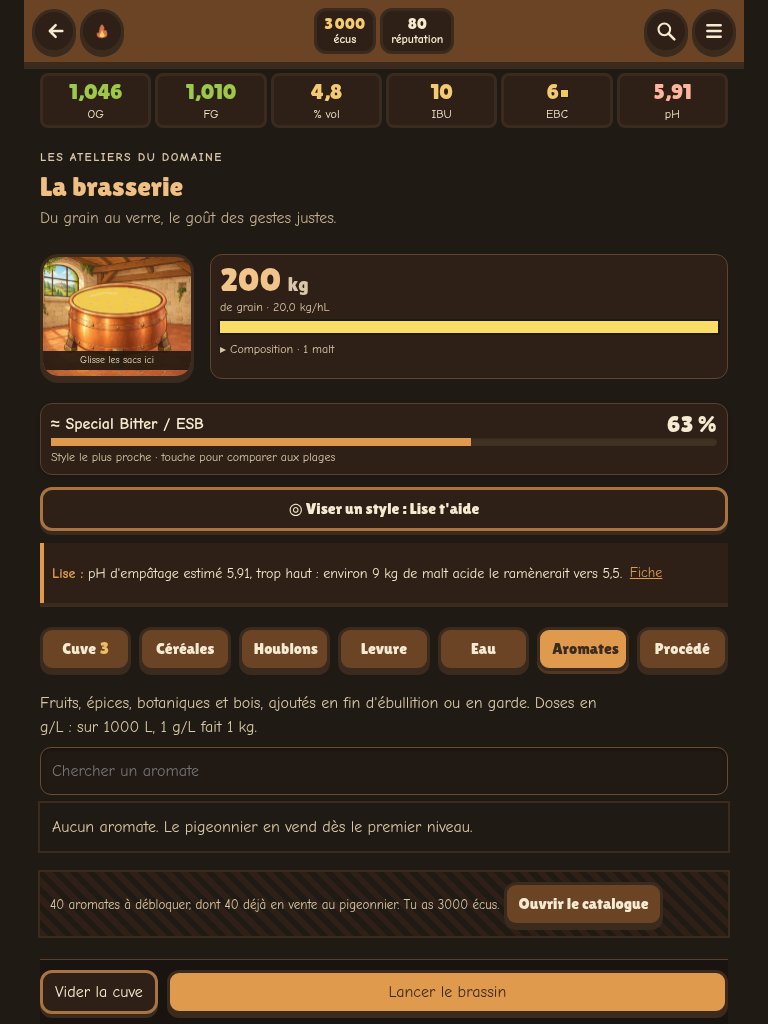 3 000
écus
80
réputation
1,046
OG
1,010
FG
4,8
% vol
10
IBU
6
EBC
5,91
pH
LES ATELIERS DU DOMAINE
La brasserie
Du grain au verre, le goût des gestes justes.
Glisse les sacs ici
200 kg
de grain · 20,0 kg/hL
▸ Composition · 1 malt
≈ Special Bitter / ESB
63 %
Style le plus proche · touche pour comparer aux plages
◎ Viser un style : Lise t'aide
Lise : pH d'empâtage estimé 5,91, trop haut : environ 9 kg de malt acide le ramènerait vers 5,5. Fiche
Cuve 3
Céréales
Houblons
Levure
Eau
Aromates
Procédé
Fruits, épices, botaniques et bois, ajoutés en fin d'ébullition ou en garde. Doses en
g/L : sur 1000 L, 1 g/L fait 1 kg.
Chercher un aromate
Aucun aromate. Le pigeonnier en vend dès le premier niveau.
40 aromates à débloquer, dont 40 déjà en vente au pigeonnier. Tu as 3000 écus.
Ouvrir le catalogue
Vider la cuve
Lancer le brassin